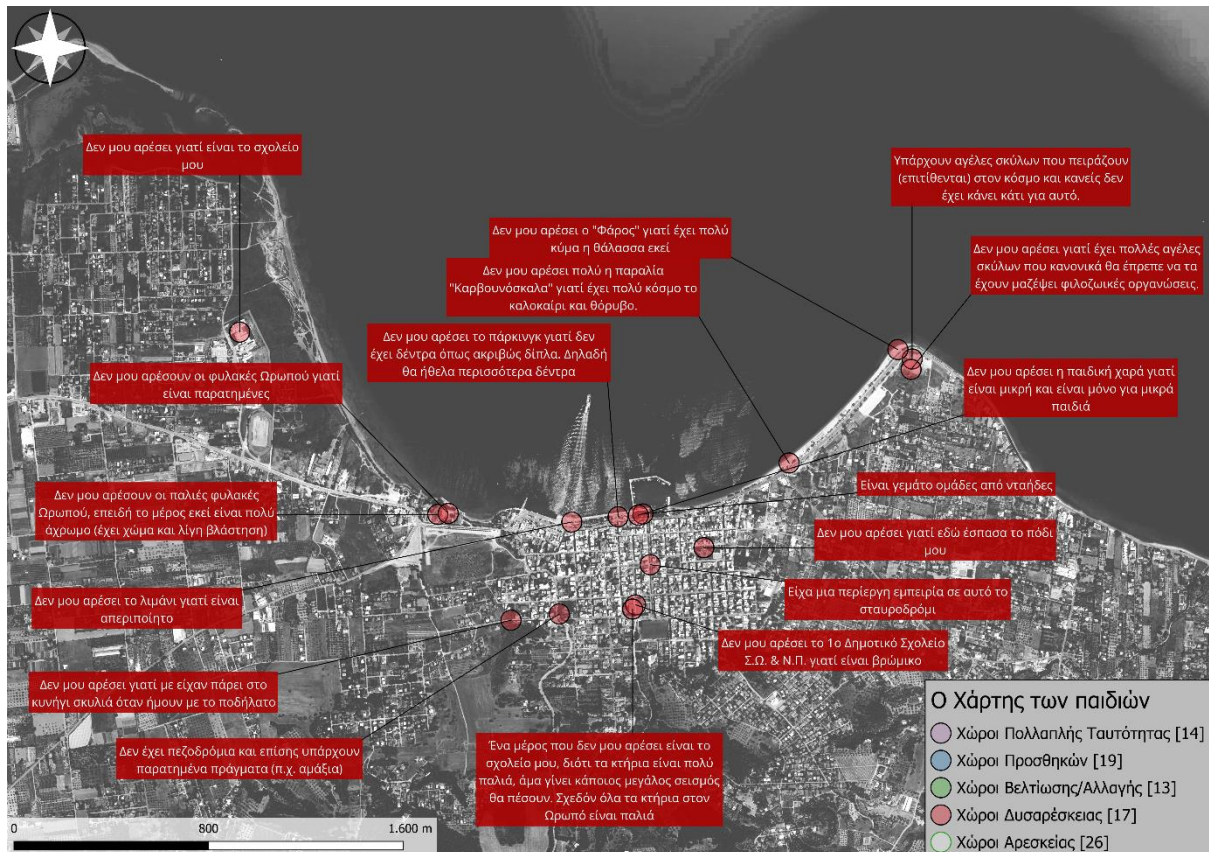 Δεν μου αρέσει γιατί είναι το σχολείο
μου
Υπάρχουν αγέλες σκύλων που πειράζουν
(επιτίθενται) στον κόσμο και κανείς δεν
έχει κάνει κάτι για αυτό.
Δεν μου αρέσει ο "Φάρος" γιατί έχει πολύ
κύμα η θάλασσα εκεί
Δεν μου αρέσει γιατί έχει πολλές αγέλες
σκύλων που κανονικά θα έπρεπε να τα
έχουν μαζέψει φιλοζωικές οργανώσεις.
Δεν μου αρέσει πολύ η παραλία
"Καρβουνόσκαλα" γιατί έχει πολύ κόσμο το
καλοκαίρι και θόρυβο.
Δεν μου αρέσει το πάρκινγκ γιατί δεν
έχει δέντρα όπως ακριβώς δίπλα. Δηλαδή
θα ήθελα περισσότερα δέντρα
Δεν μου αρέσουν οι φυλακές Ωρωπού γιατί
είναι παρατημένες
Δεν μου αρέσει η παιδική χαρά γιατί
είναι μικρή και είναι μόνο για μικρά
παιδιά
Δεν μου αρέσουν οι παλιές φυλακές
Ωρωπού, επειδή το μέρος εκεί είναι πολύ
άχρωμο (έχει χώμα και λίγη βλάστηση)
Είναι γεμάτο ομάδες από νταήδες
Δεν μου αρέσει γιατί εδώ έσπασα το πόδι
μου
Δεν μου αρέσει το λιμάνι γιατί είναι
απεριποίητο
Είχα μια περίεργη εμπειρία σε αυτό το
σταυροδρόμι
Δεν μου αρέσει το 1ο Δημοτικό Σχολείο
Σ.Ω. & Ν.Π. γιατί είναι βρώμικο
Δεν μου αρέσει γιατί με είχαν πάρει στο
κυνήγι σκυλιά όταν ήμουν με το ποδήλατο
Δεν έχει πεζοδρόμια και επίσης υπάρχουν
παρατημένα πράγματα (π.χ. αμάξια)
Ένα μέρος που δεν μου αρέσει είναι το
σχολείο μου, διότι τα κτήρια είναι πολύ
παλιά, άμα γίνει κάποιος μεγάλος σεισμός
θα πέσουν. Σχεδόν όλα τα κτήρια στον
Ωρωπό είναι παλιά
Ο Χάρτης των παιδιών
Χώροι Πολλαπλής Ταυτότητας [14]
Χώροι Προσθηκών [19]
Χώροι Βελτίωσης/Αλλαγής [13]
Χώροι Δυσαρέσκειας [17]
Χώροι Αρεσκείας [26]
0 800 1.600 m